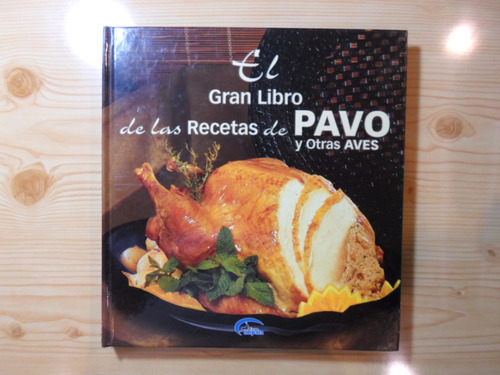 El
Gran Libro
de las Recetas de PAVO
y Otras AVES